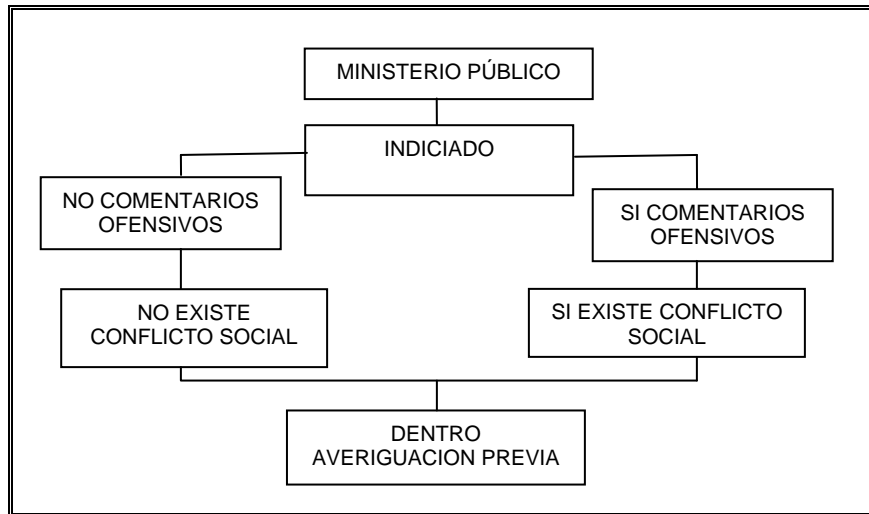 MINISTERIO PÚBLICO
INDICIADO
NO COMENTARIOS
OFENSIVOS
SI COMENTARIOS
OFENSIVOS
NO EXISTE
CONFLICTO SOCIAL
SI EXISTE CONFLICTO
SOCIAL
DENTRO
AVERIGUACION PREVIA